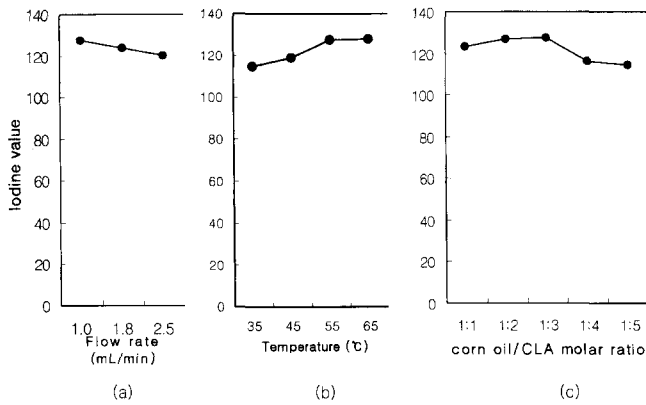 Iodine value
140
120
100
80
60
40
20
0
1.0 1.8 2.5
Flow rate
(mL/min)
(a)
140
120
100
80
60
40
20
0
35 45 55 65
Temperature (℃)
(b)
140
120
100
80
60
40
20
0
1:1 1:2 1:3 1:4 1:5
corn oil/CLA molar ratio
(c)